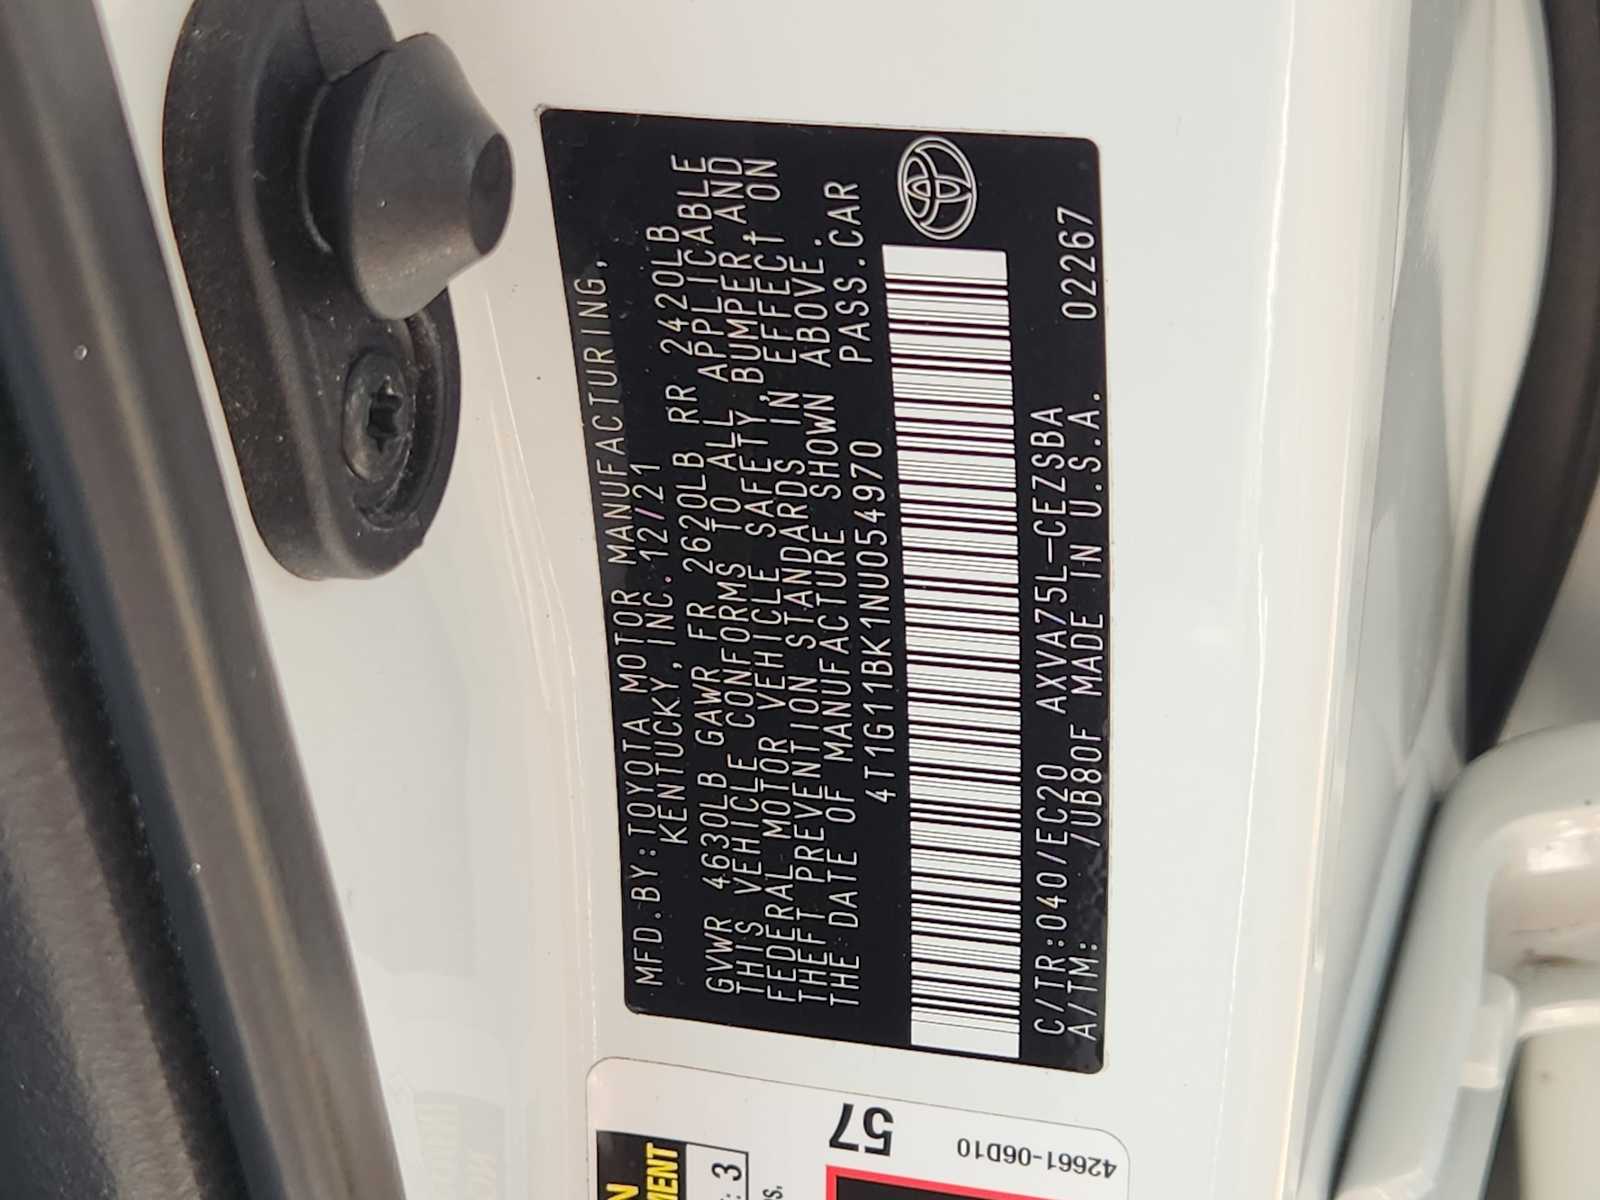 MFD.BY:TOYOTA MOTOR MANUFACTURING,
KENTUCKY, INC. 12/21
GVWR 4630LB GAWR FR 2620LB RR 2420LB
THIS VEHICLE CONFORMS TO ALL APPLICABLE
FEDERAL MOTOR VEHICLE SAFETY, BUMPER, AND
THEFT PREVENTION STANDARDS IN EFFECT ON
THE DATE OF MANUFACTURE SHOWN ABOVE.
4T1G11BK1NU054970 PASS.CAR
C/TR:040/EC20 AXVA75L-CEZSBA 02267
A/TM: /UB80F MADE IN U.S.A.
57
42661-06D10
: 3